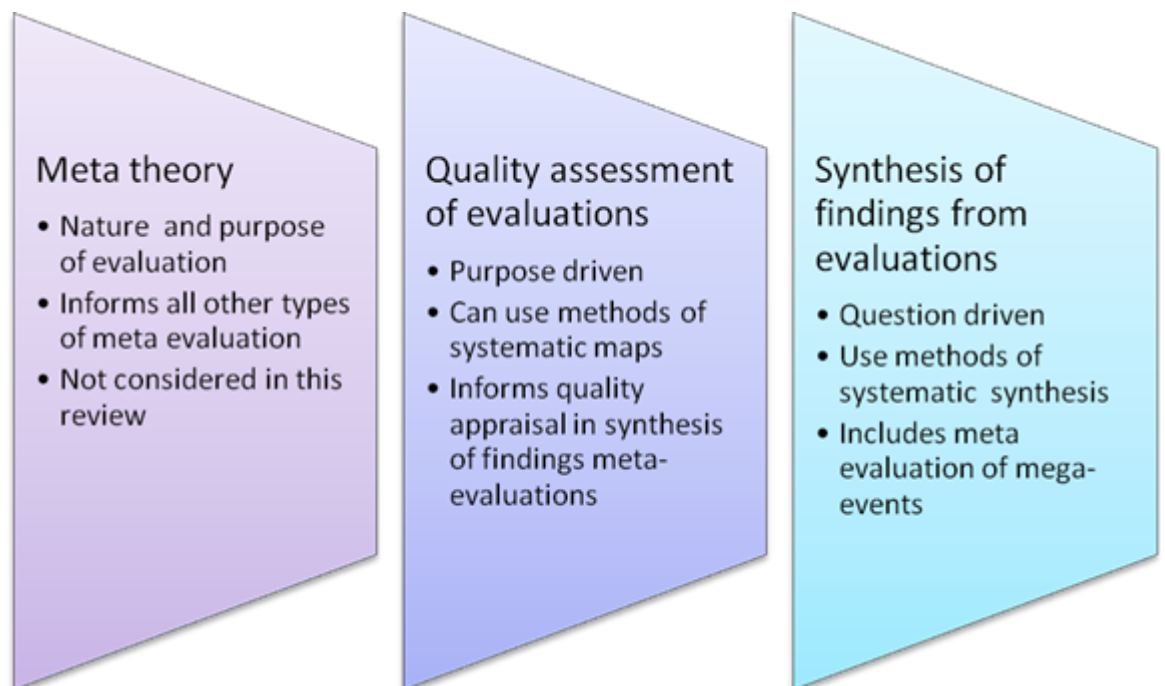 Meta theory
• Nature and purpose
of evaluation
• Informs all other types
of meta evaluation
• Not considered in this
review
Quality assessment
of evaluations
• Purpose driven
• Can use methods of
systematic maps
• Informs quality
appraisal in synthesis
of findings meta-
evaluations
Synthesis of
findings from
evaluations
• Question driven
• Use methods of
systematic synthesis
• Includes meta
evaluation of mega-
events